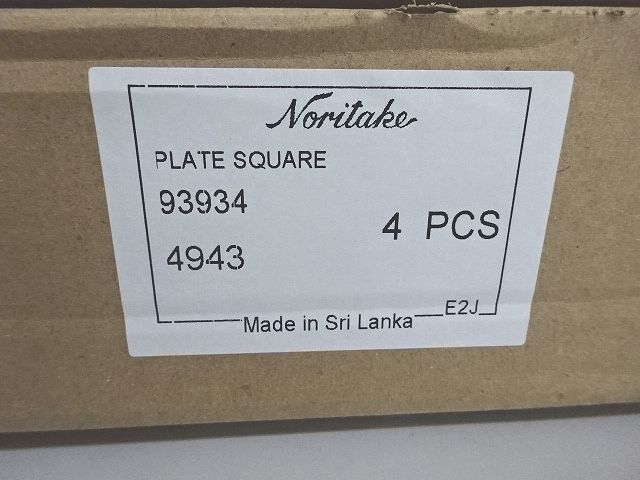 Noritake
PLATE SQUARE
93934
4943
4 PCS
E2J
Made in Sri Lanka